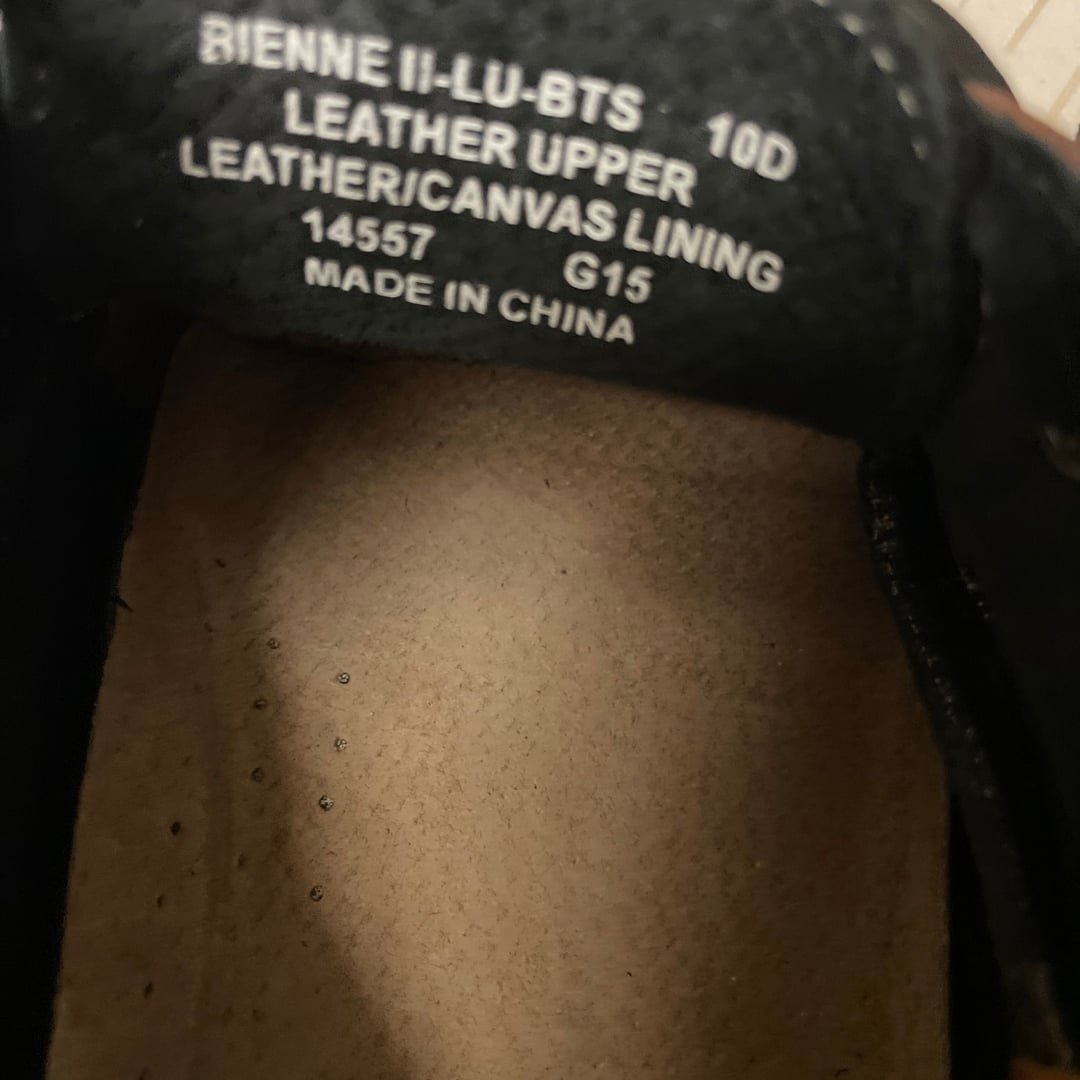 BIENNE II-LU-BTS 10D
LEATHER UPPER
LEATHER/CANVAS LINING
14557 G15
MADE IN CHINA